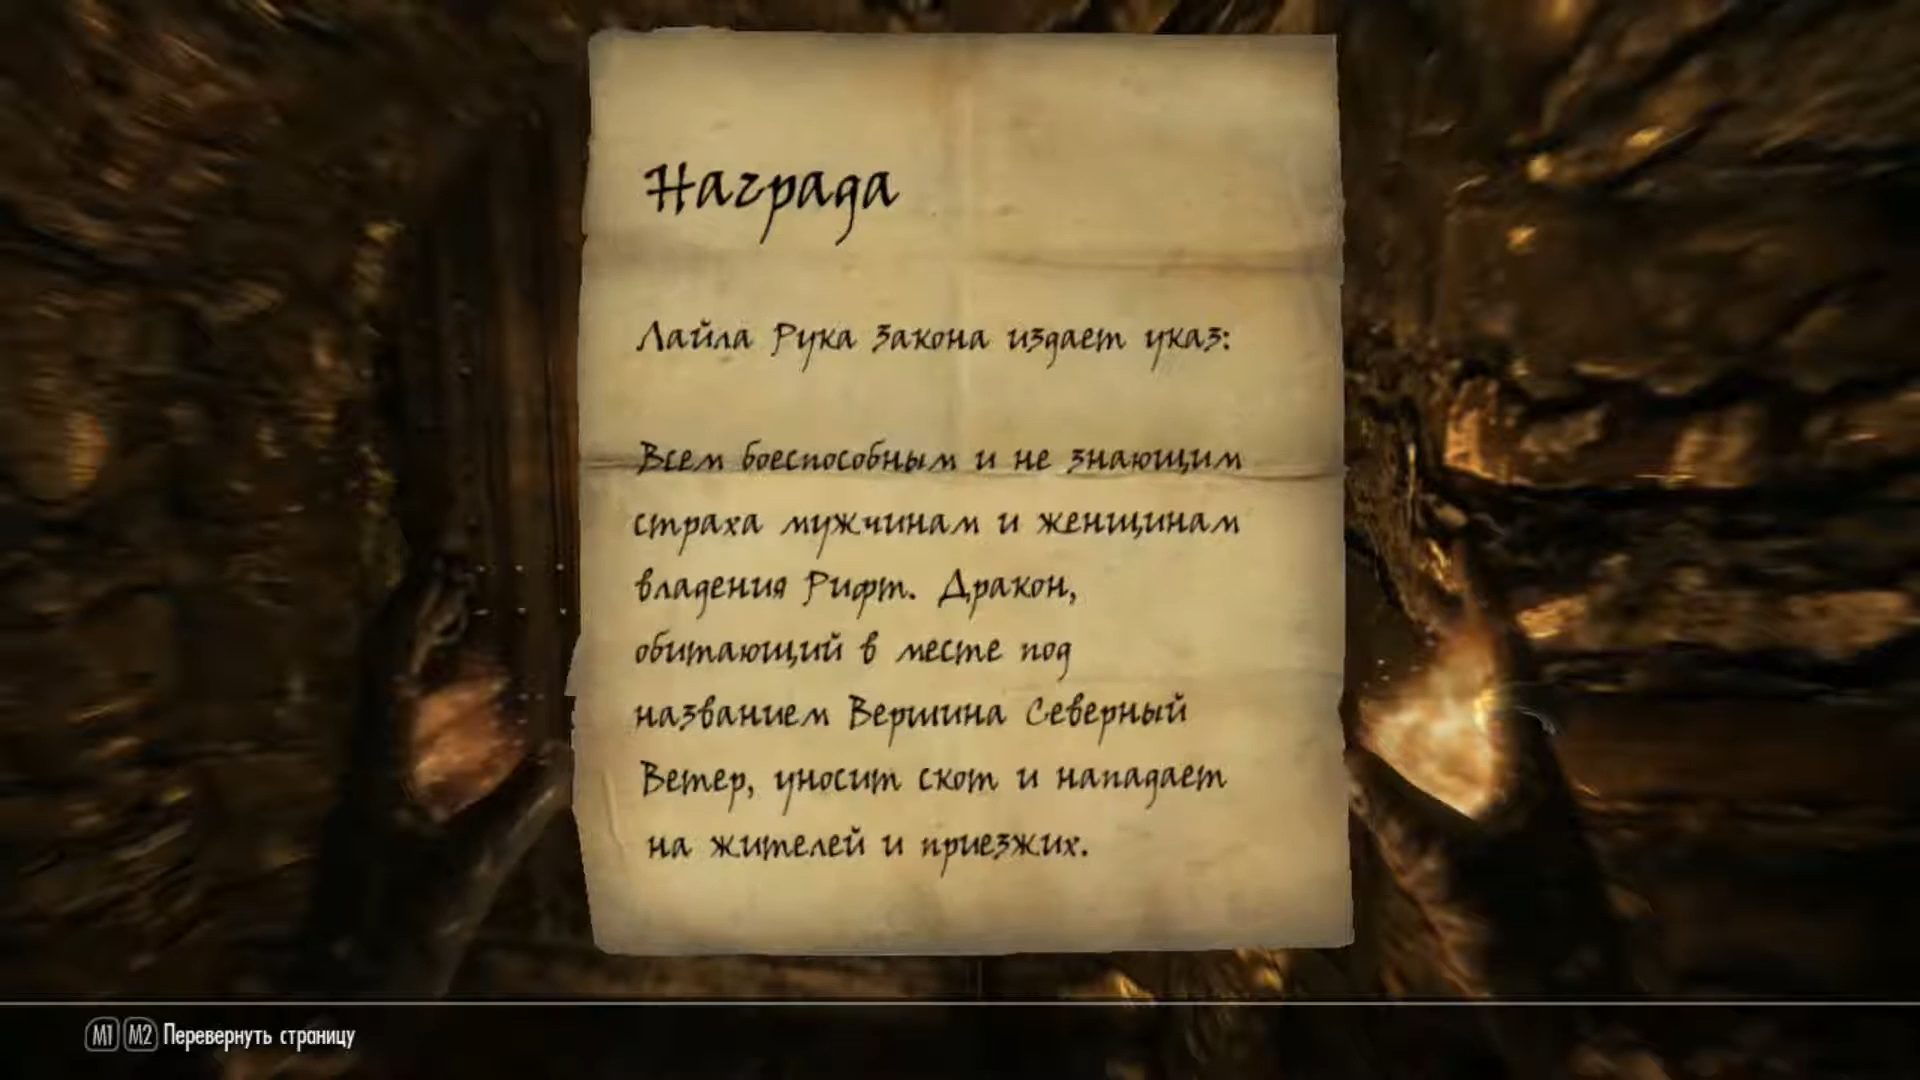 Награда
Лайла Рука Закона издает указ:
Всем боеспособным и не знающим
страха мужчинам и женщинам
владения Рифт. Дракон,
обитающий в месте под
названием Вершина Северный
Ветер, уносит скот и нападает
на жителей и приезжих.
M1 M2 Перевернуть страницу